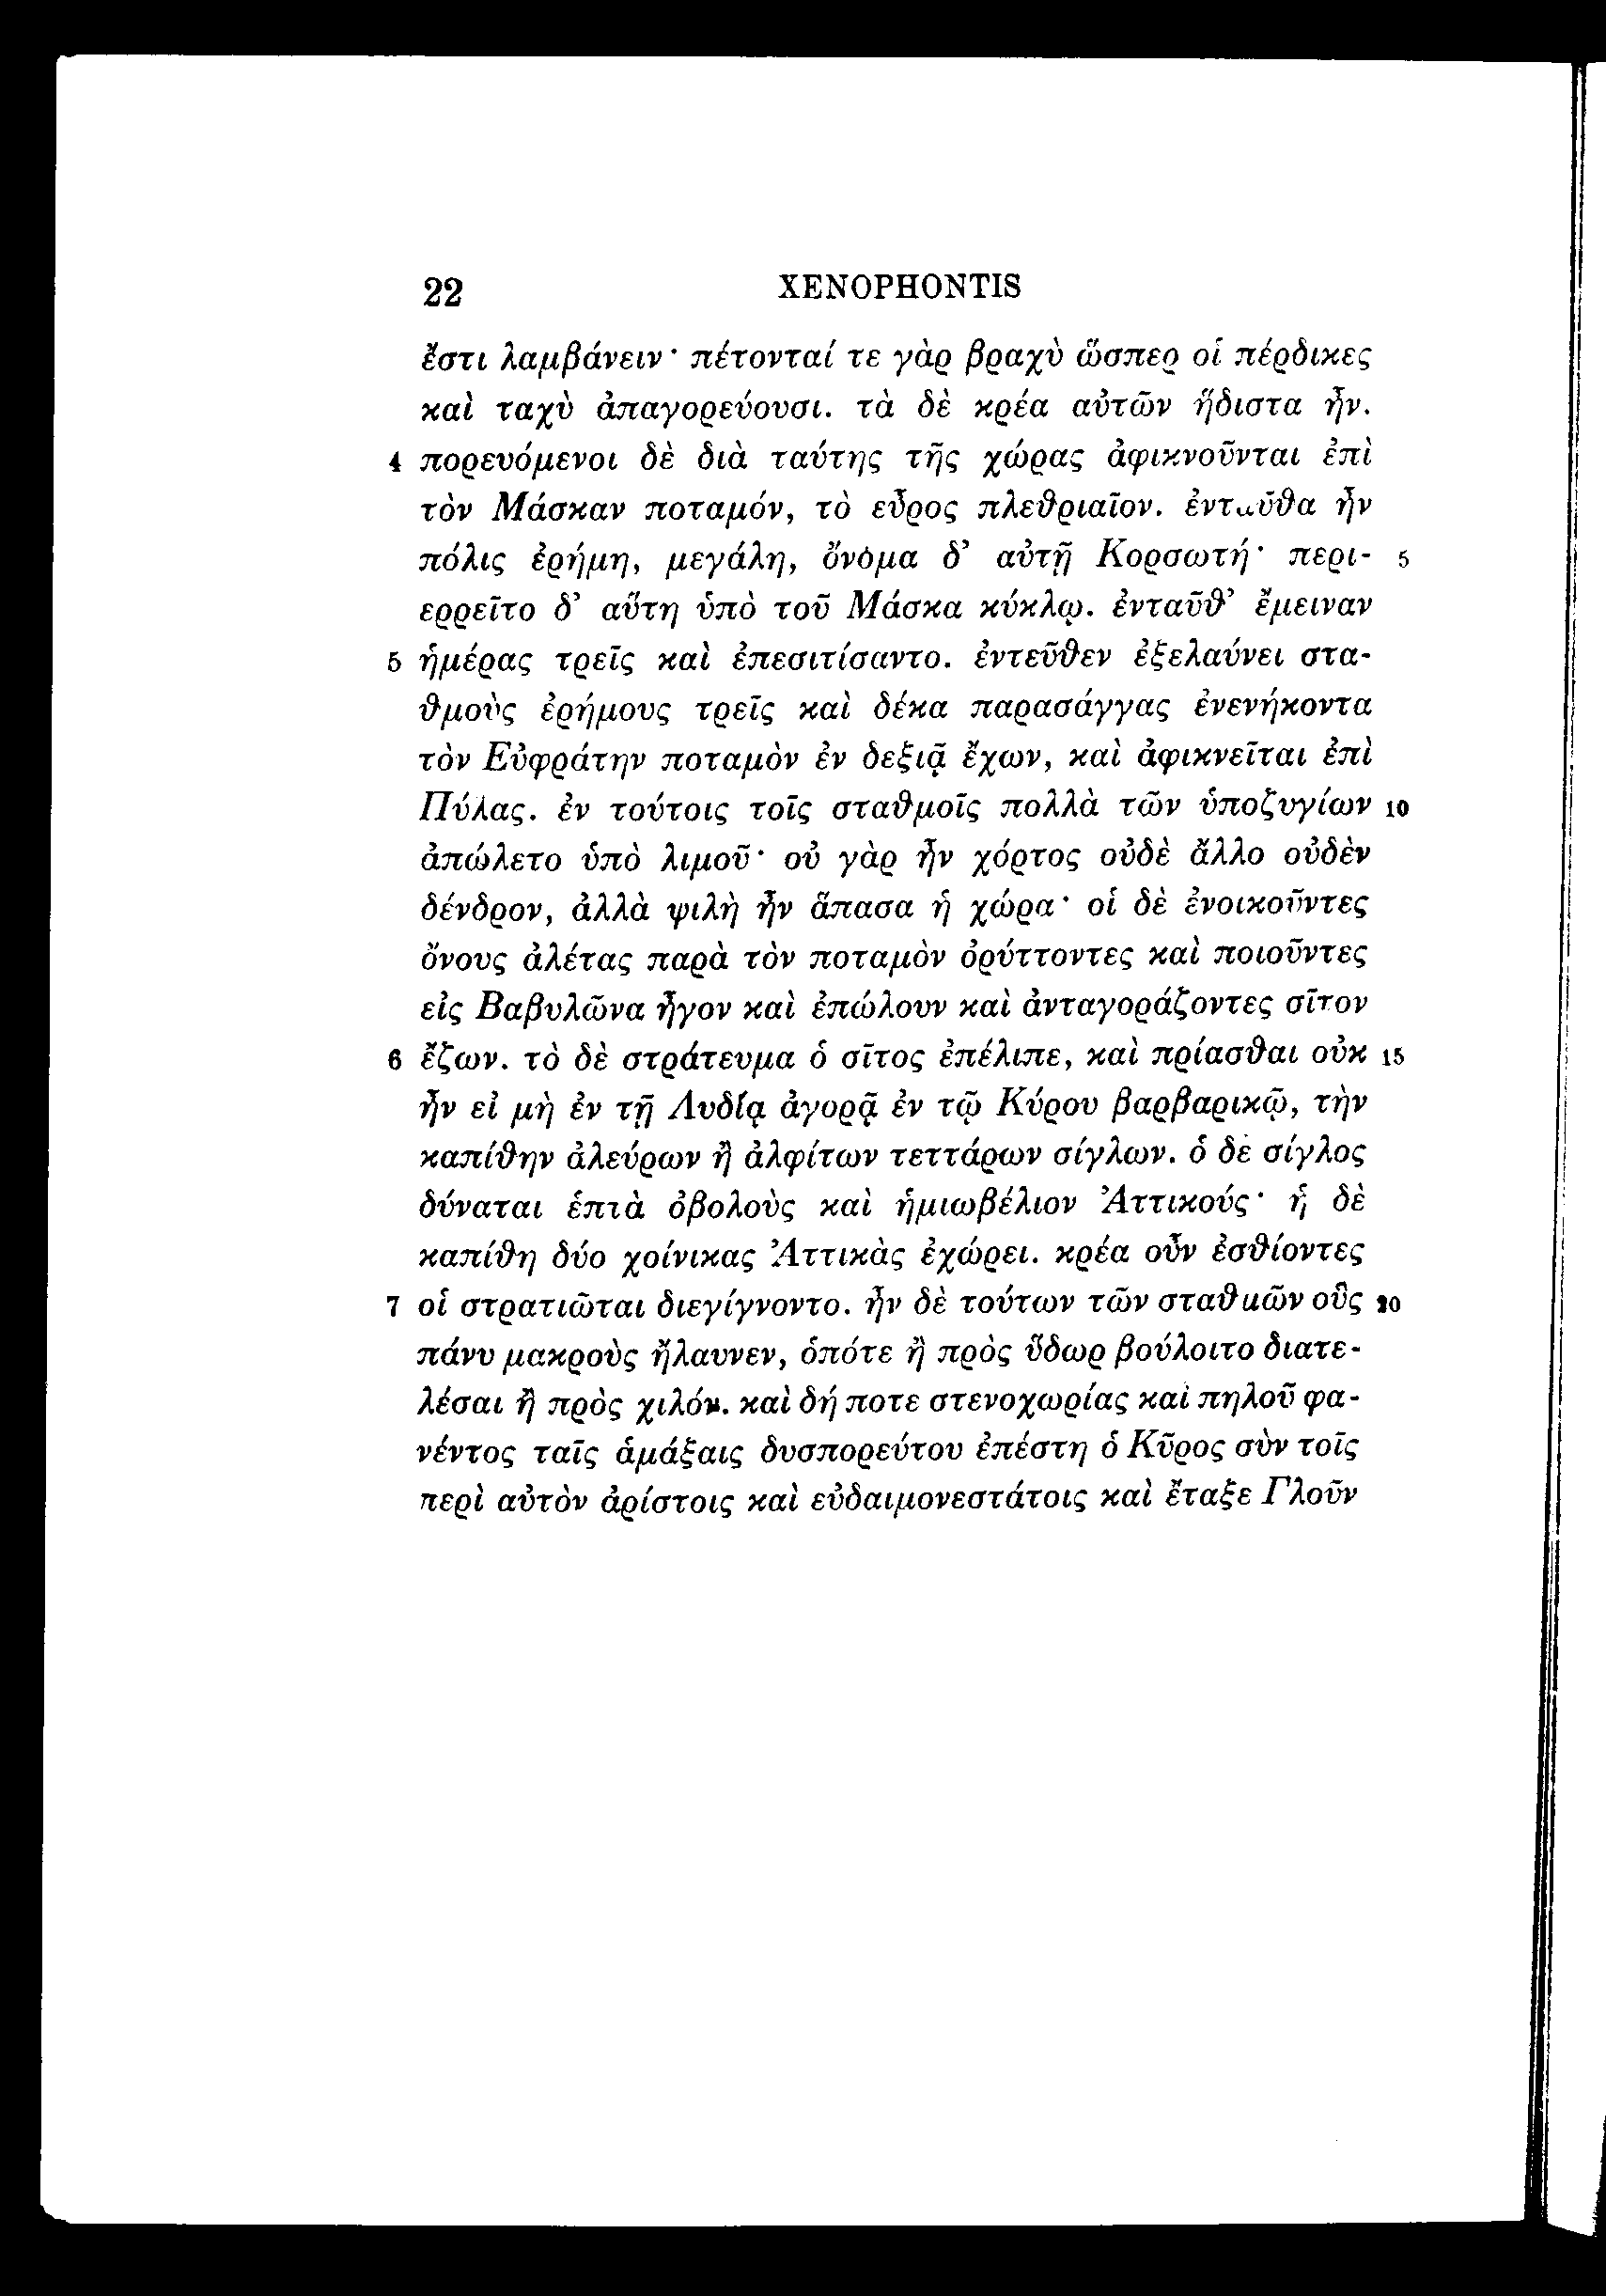 22 XENOPHONTIS
ἔστι λαμβάνειν· πέτονταί τε γὰρ βραχὺ ὥσπερ οἱ πέρδικες
καὶ ταχὺ ἀπαγορεύουσι. τὰ δὲ κρέα αὐτῶν ἥδιστα ἦν.
4 πορευόμενοι δὲ διὰ ταύτης τῆς χώρας ἀφικνοῦνται ἐπὶ
τὸν Μάσκαν ποταμόν, τὸ εὖρος πλεθριαῖον. ἐνταῦθα ἦν
πόλις ἐρήμη, μεγάλη, ὄνομα δ’ αὐτῇ Κορσωτή· περι- 5
ερρεῖτο δ’ αὕτη ὑπὸ τοῦ Μάσκα κύκλῳ. ἐνταῦθ’ ἔμειναν
5 ἡμέρας τρεῖς καὶ ἐπεσιτίσαντο. ἐντεῦθεν ἐξελαύνει στα-
θμοὺς ἐρήμους τρεῖς καὶ δέκα παρασάγγας ἐνενήκοντα
τὸν Εὐφράτην ποταμὸν ἐν δεξιᾷ ἔχων, καὶ ἀφικνεῖται ἐπὶ
Πύλας. ἐν τούτοις τοῖς σταθμοῖς πολλὰ τῶν ὑποζυγίων 10
ἀπώλετο ὑπὸ λιμοῦ· οὐ γὰρ ἦν χόρτος οὐδὲ ἄλλο οὐδὲν
δένδρον, ἀλλὰ ψιλὴ ἦν ἅπασα ἡ χώρα· οἱ δὲ ἐνοικοῦντες
ὄνους ἀλέτας παρὰ τὸν ποταμὸν ὀρύττοντες καὶ ποιοῦντες
εἰς Βαβυλῶνα ἦγον καὶ ἐπώλουν καὶ ἀνταγοράζοντες σῖτον
6 ἔζων. τὸ δὲ στράτευμα ὁ σῖτος ἐπέλιπε, καὶ πρίασθαι οὐκ 15
ἦν εἰ μὴ ἐν τῇ Λυδίᾳ ἀγορᾷ ἐν τῷ Κύρου βαρβαρικῷ, τὴν
καπίθην ἀλεύρων ἢ ἀλφίτων τεττάρων σίγλων. ὁ δὲ σίγλος
δύναται ἑπτὰ ὀβολοὺς καὶ ἡμιωβέλιον Ἀττικούς· ἡ δὲ
καπίθη δύο χοίνικας Ἀττικὰς ἐχώρει. κρέα οὖν ἐσθίοντες
7 οἱ στρατιῶται διεγίγνοντο. ἦν δὲ τούτων τῶν σταθμῶν οὓς 20
πάνυ μακροὺς ἤλαυνεν, ὁπότε ἢ πρὸς ὕδωρ βούλοιτο διατε-
λέσαι ἢ πρὸς χιλόν. καὶ δή ποτε στενοχωρίας καὶ πηλοῦ φα-
νέντος ταῖς ἁμάξαις δυσπορεύτου ἐπέστη ὁ Κῦρος σὺν τοῖς
περὶ αὐτὸν ἀρίστοις καὶ εὐδαιμονεστάτοις καὶ ἔταξε Γλοῦν